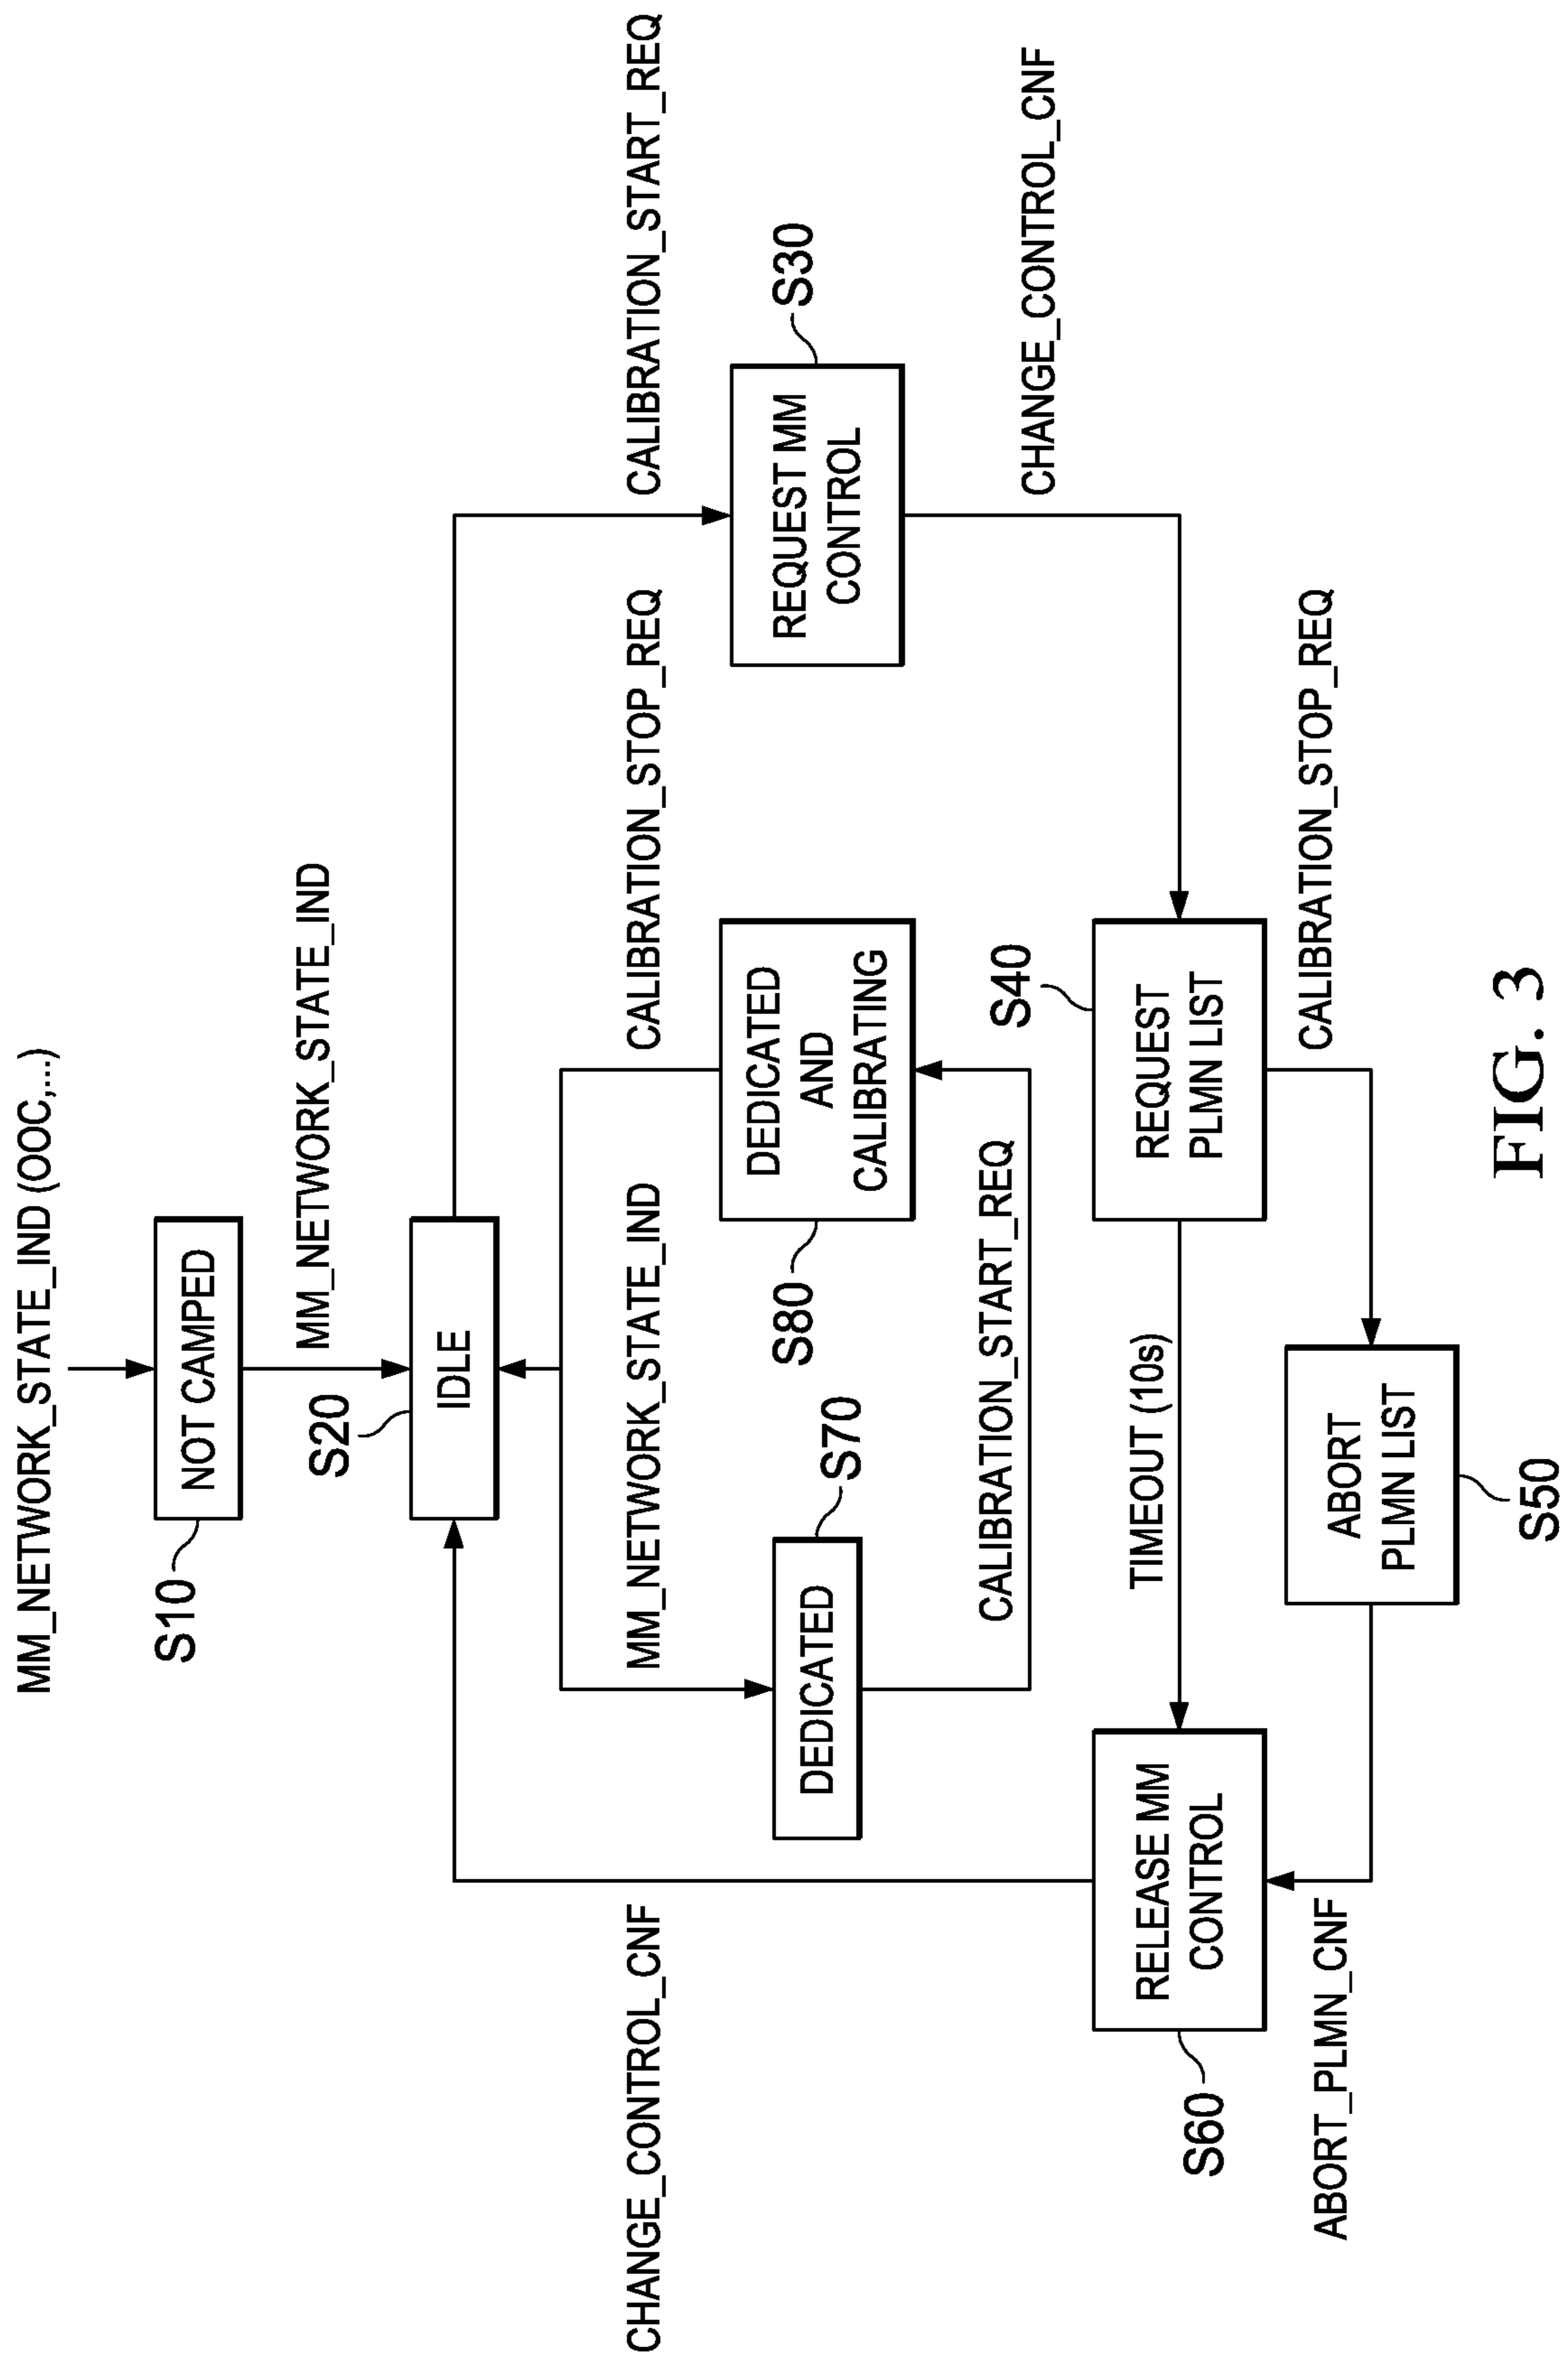 MM_NETWORK_STATE_IND (OOC,...)
S10
NOT CAMPED
MM_NETWORK_STATE_IND
S20
IDLE
CHANGE_CONTROL_CNF
MM_NETWORK_STATE_IND
CALIBRATION_STOP_REQ
CALIBRATION_START_REQ
S70
DEDICATED
S80
DEDICATED
AND
CALIBRATING
S30
REQUEST MM
CONTROL
CALIBRATION_START_REQ
S40
CHANGE_CONTROL_CNF
S60
RELEASE MM
CONTROL
TIMEOUT (10s)
REQUEST
PLMN LIST
ABORT_PLMN_CNF
ABORT
PLMN LIST
CALIBRATION_STOP_REQ
S50
FIG. 3